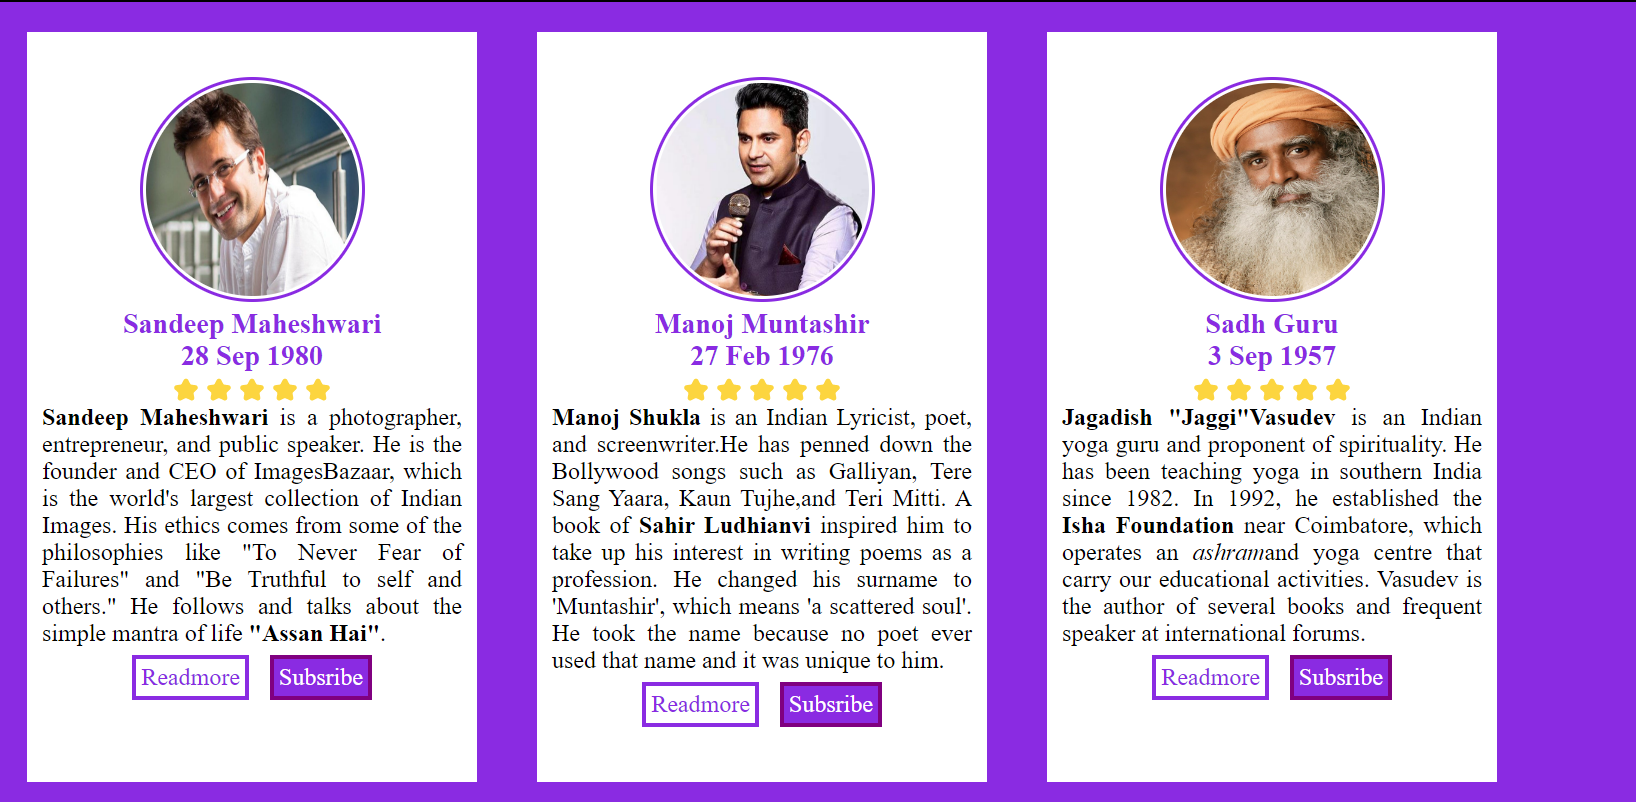 Sandeep Maheshwari
28 Sep 1980
Sandeep Maheshwari is a photographer,
entrepreneur, and public speaker. He is the
founder and CEO of ImagesBazaar, which
is the world's largest collection of Indian
Images. His ethics comes from some of the
philosophies like "To Never Fear of
Failures" and "Be Truthful to self and
others." He follows and talks about the
simple mantra of life "Assan Hai".
Readmore
Subsribe
Manoj Muntashir
27 Feb 1976
Manoj Shukla is an Indian Lyricist, poet,
and screenwriter.He has penned down the
Bollywood songs such as Galliyan, Tere
Sang Yaara, Kaun Tujhe,and Teri Mitti. A
book of Sahir Ludhianvi inspired him to
take up his interest in writing poems as a
profession. He changed his surname to
'Muntashir', which means 'a scattered soul'.
He took the name because no poet ever
used that name and it was unique to him.
Readmore
Subsribe
Sadh Guru
3 Sep 1957
Jagadish "Jaggi"Vasudev is an Indian
yoga guru and proponent of spirituality. He
has been teaching yoga in southern India
since 1982. In 1992, he established the
Isha Foundation near Coimbatore, which
operates an ashramand yoga centre that
carry our educational activities. Vasudev is
the author of several books and frequent
speaker at international forums.
Readmore
Subsribe